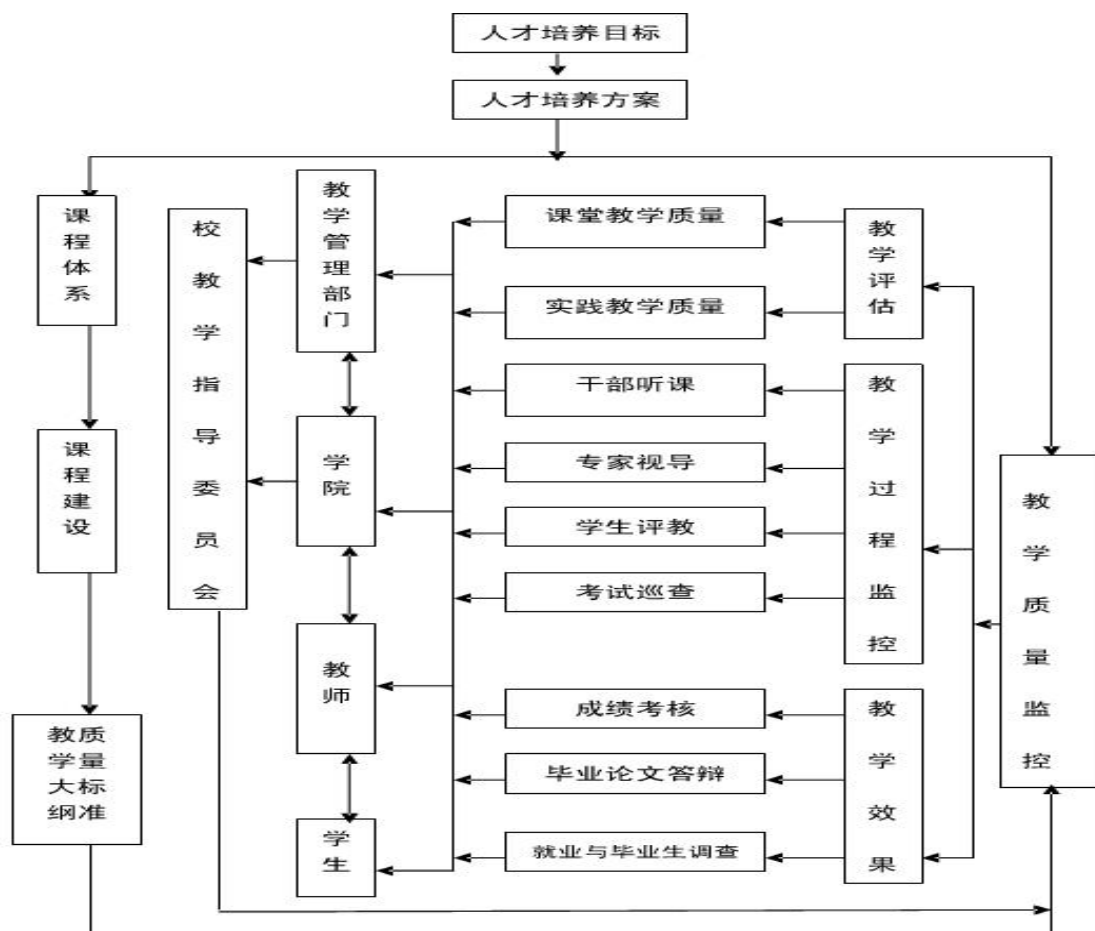 人才培养目标
人才培养方案
课程体系
课程建设
教学大纲
质量标准
校教学指导委员会
教学管理部门
学院
教师
学生
课堂教学质量
实践教学质量
干部听课
专家视导
学生评教
考试巡查
成绩考核
毕业论文答辩
就业与毕业生调查
教学评估
教学过程监控
教学效果
教学质量监控